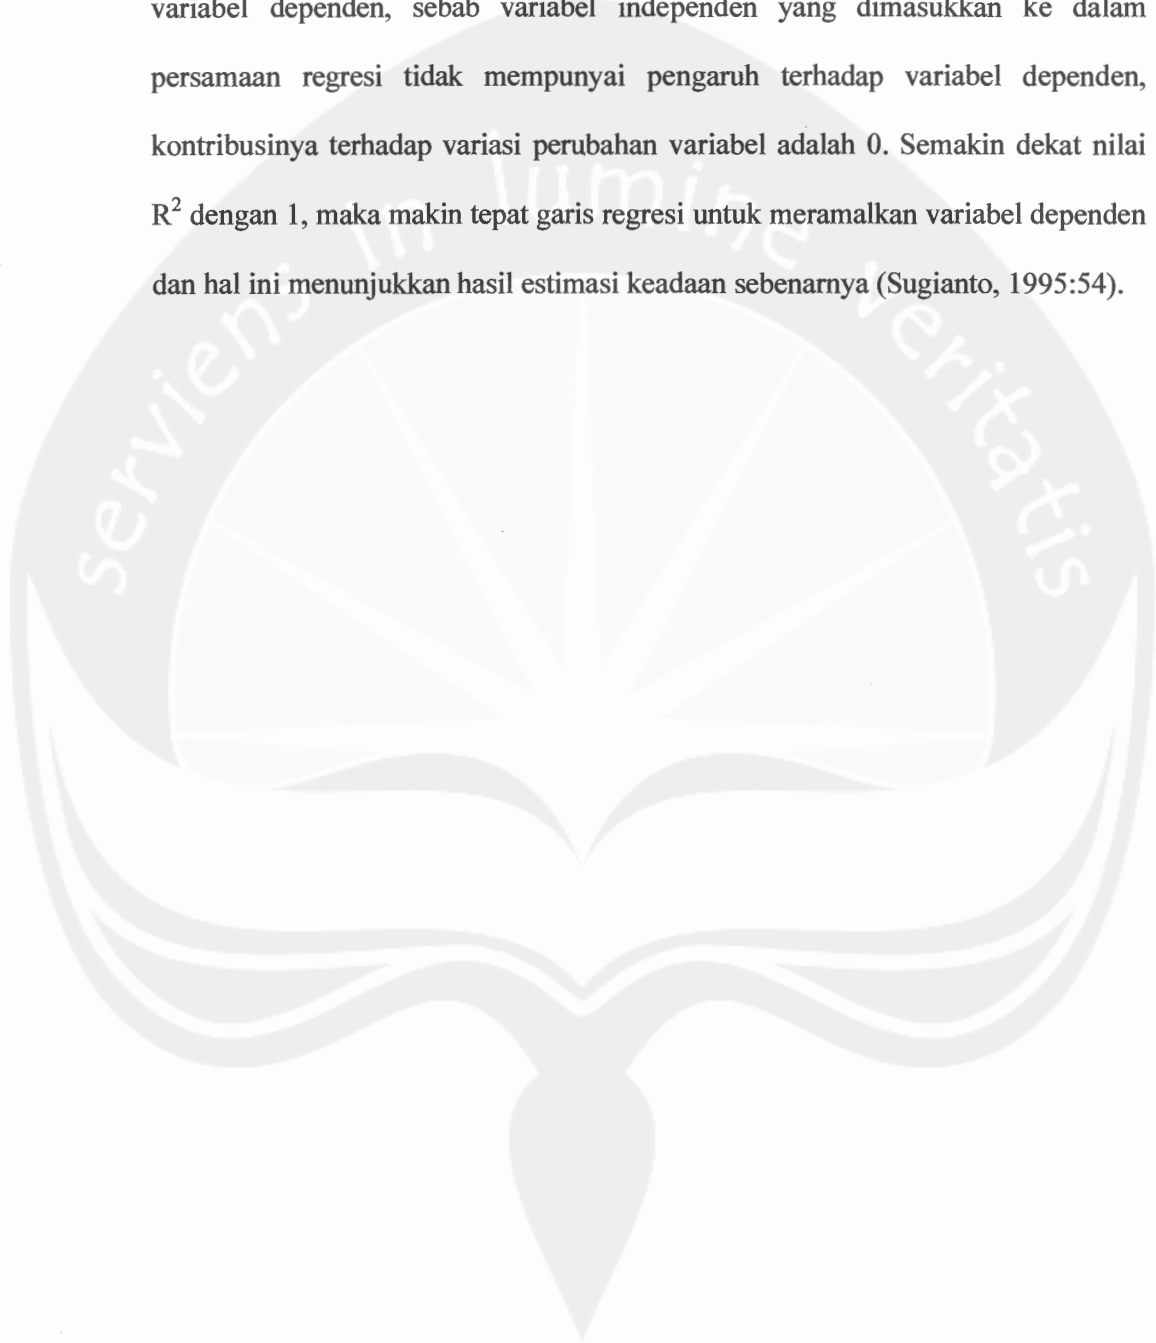 variabel dependen, sebab variabel independen yang dimasukkan ke dalam
persamaan regresi tidak mempunyai pengaruh terhadap variabel dependen,
kontribusinya terhadap variasi perubahan variabel adalah 0. Semakin dekat nilai
R² dengan 1, maka makin tepat garis regresi untuk meramalkan variabel dependen
dan hal ini menunjukkan hasil estimasi keadaan sebenarnya (Sugianto, 1995:54).
serviens in lumine veritatis